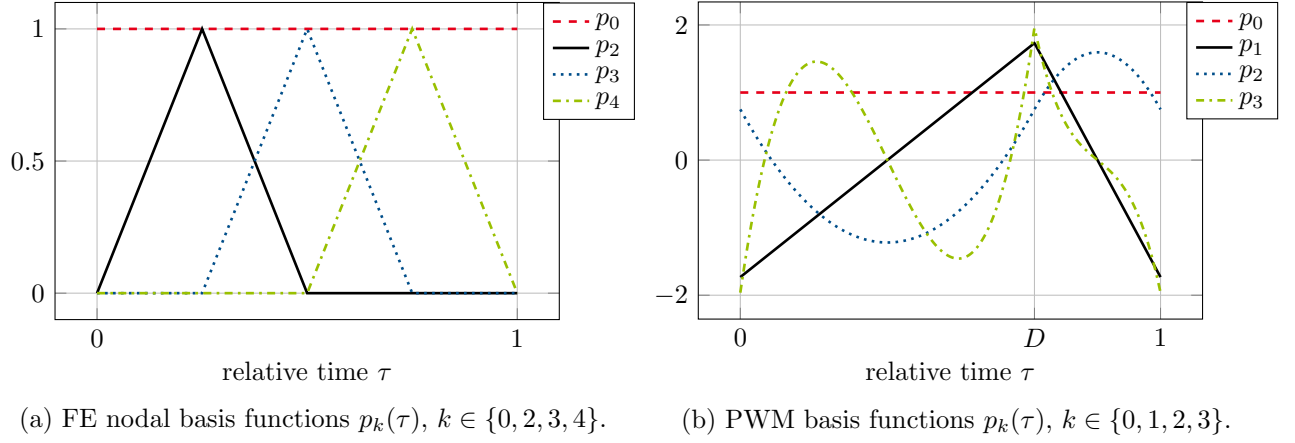 1
0.5
0
0
1
relative time τ
p₀
p₂
p₃
p₄
(a) FE nodal basis functions pₖ(τ), k ∈ {0, 2, 3, 4}.
2
0
−2
0
D
1
relative time τ
p₀
p₁
p₂
p₃
(b) PWM basis functions pₖ(τ), k ∈ {0, 1, 2, 3}.